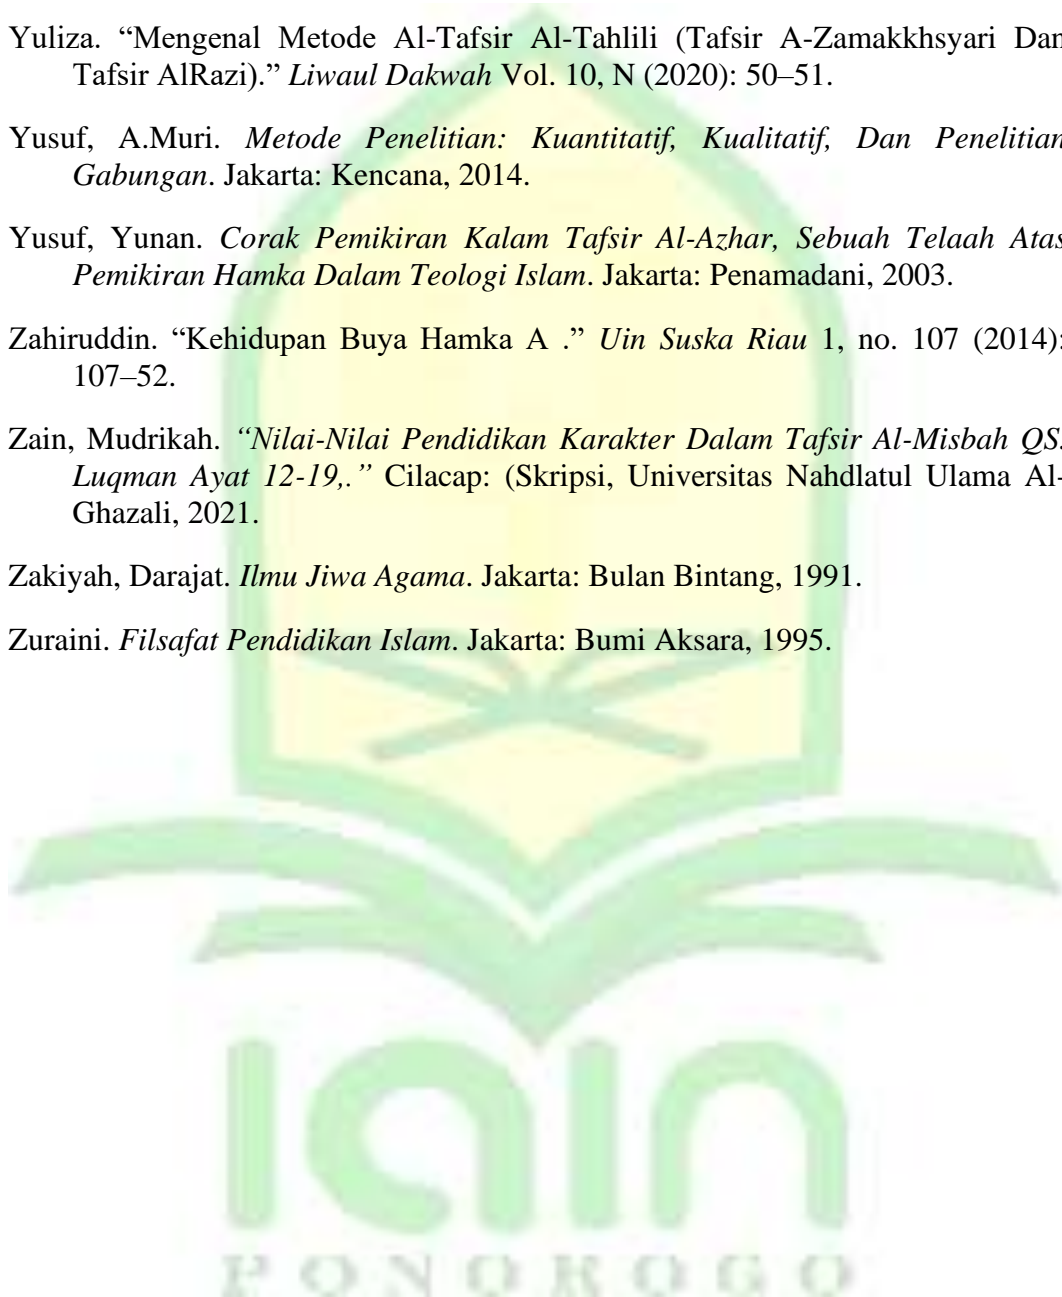 Yuliza. “Mengenal Metode Al-Tafsir Al-Tahlili (Tafsir A-Zamakkhsyari Dan
Tafsir AlRazi).” Liwaul Dakwah Vol. 10, N (2020): 50–51.
Yusuf, A.Muri. Metode Penelitian: Kuantitatif, Kualitatif, Dan Penelitian
Gabungan. Jakarta: Kencana, 2014.
Yusuf, Yunan. Corak Pemikiran Kalam Tafsir Al-Azhar, Sebuah Telaah Atas
Pemikiran Hamka Dalam Teologi Islam. Jakarta: Penamadani, 2003.
Zahiruddin. “Kehidupan Buya Hamka A .” Uin Suska Riau 1, no. 107 (2014):
107–52.
Zain, Mudrikah. “Nilai-Nilai Pendidikan Karakter Dalam Tafsir Al-Misbah QS.
Luqman Ayat 12-19,.” Cilacap: (Skripsi, Universitas Nahdlatul Ulama Al-
Ghazali, 2021.
Zakiyah, Darajat. Ilmu Jiwa Agama. Jakarta: Bulan Bintang, 1991.
Zuraini. Filsafat Pendidikan Islam. Jakarta: Bumi Aksara, 1995.
iain
PONOROGO